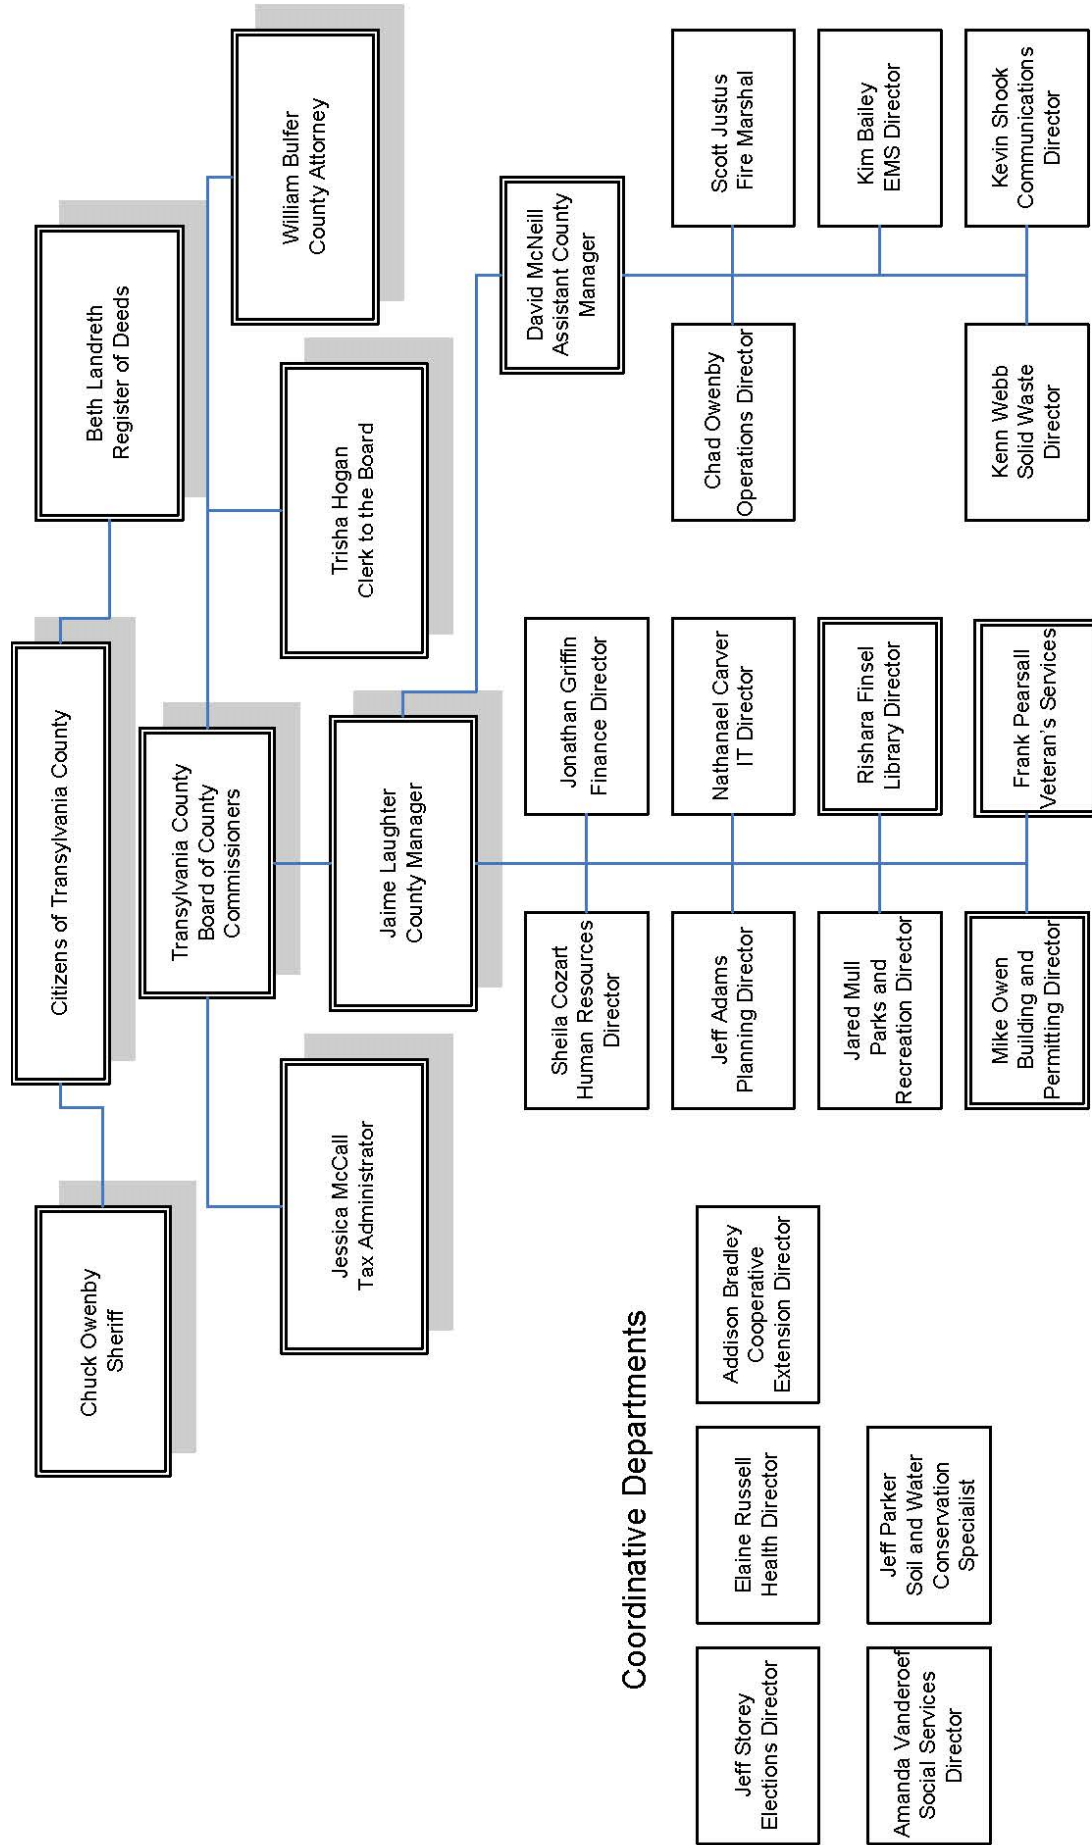 Citizens of Transylvania County
Chuck Owenby
Sheriff
Beth Landreth
Register of Deeds
Transylvania County
Board of County
Commissioners
Jessica McCall
Tax Administrator
Jaime Laughter
County Manager
Trisha Hogan
Clerk to the Board
William Bulfer
County Attorney
David McNeill
Assistant County
Manager
Sheila Cozart
Human Resources
Director
Jonathan Griffin
Finance Director
Jeff Adams
Planning Director
Nathanael Carver
IT Director
Jared Mull
Parks and
Recreation Director
Rishara Finsel
Library Director
Mike Owen
Building and
Permitting Director
Frank Pearsall
Veteran's Services
Chad Owenby
Operations Director
Scott Justus
Fire Marshal
Kim Bailey
EMS Director
Kenn Webb
Solid Waste
Director
Kevin Shook
Communications
Director
Coordinative Departments
Jeff Storey
Elections Director
Elaine Russell
Health Director
Addison Bradley
Cooperative
Extension Director
Amanda Vanderoef
Social Services
Director
Jeff Parker
Soil and Water
Conservation
Specialist